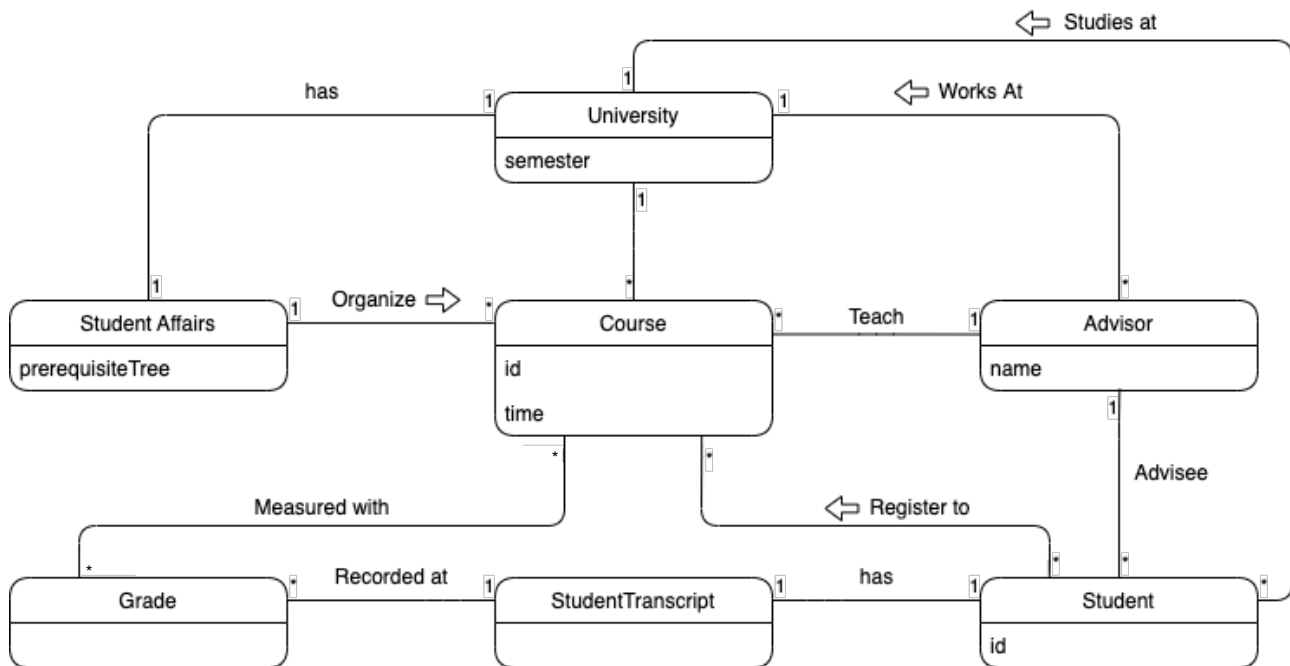 Studies at
1
has
1
1
Works At
University
semester
1
1
*
*
Student Affairs
prerequisiteTree
1
Organize
*
Course
id
time
*
Teach
1
Advisor
name
1
*
*
Advisee
Measured with
Register to
*
*
*
Grade
*
Recorded at
1
StudentTranscript
1
has
1
Student
id
*